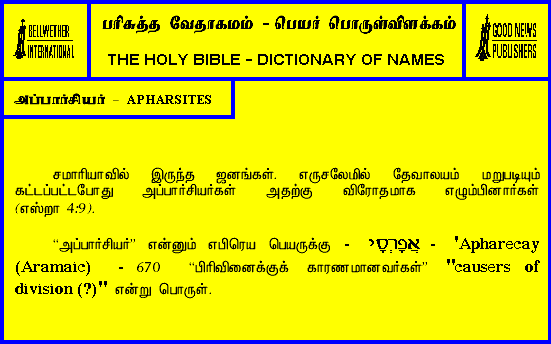 BELLWETHER
INTERNATIONAL
பரிசுத்த வேதாகமம் - பெயர் பொருள்விளக்கம்
THE HOLY BIBLE - DICTIONARY OF NAMES
GOOD NEWS
PUBLISHERS
அப்பார்சியர் - APHARSITES
சமாரியாவில் இருந்த ஜனங்கள். எருசலேமில் தேவாலயம் மறுபடியும்
கட்டப்பட்டபோது அப்பார்சியர்கள் அதற்கு விரோதமாக எழும்பினார்கள்
(எஸ்றா 4:9).
“அப்பார்சியர்” என்னும் எபிரெய பெயருக்கு - אֲפָרְסָי - 'Apharecay
(Aramaic) - 670 “பிரிவினைக்குக் காரணமானவர்கள்” "causers of
division (?)" என்று பொருள்.